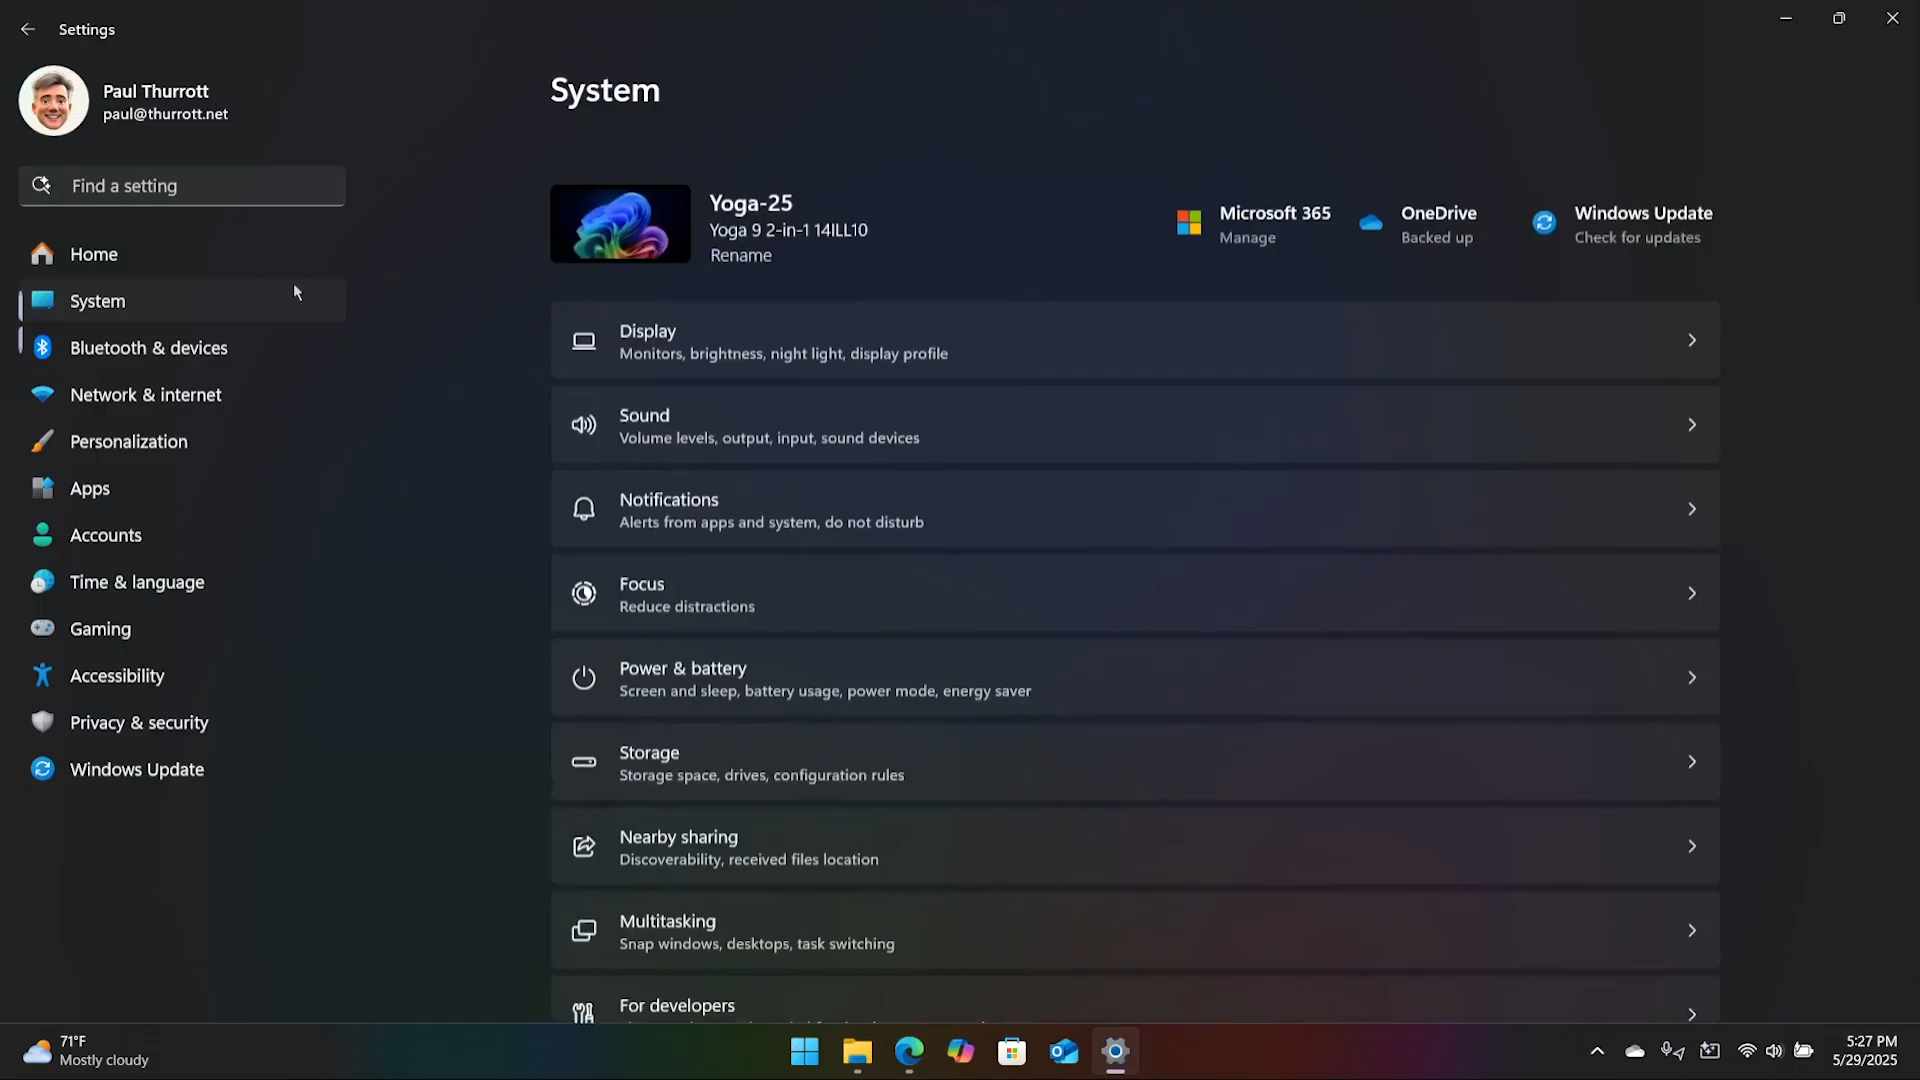 Settings
Paul Thurrott
paul@thurrott.net
Find a setting
Home
System
Bluetooth & devices
Network & internet
Personalization
Apps
Accounts
Time & language
Gaming
Accessibility
Privacy & security
Windows Update
System
Yoga-25
Yoga 9 2-in-1 14ILL10
Rename
Microsoft 365
Manage
OneDrive
Backed up
Windows Update
Check for updates
Display
Monitors, brightness, night light, display profile
Sound
Volume levels, output, input, sound devices
Notifications
Alerts from apps and system, do not disturb
Focus
Reduce distractions
Power & battery
Screen and sleep, battery usage, power mode, energy saver
Storage
Storage space, drives, configuration rules
Nearby sharing
Discoverability, received files location
Multitasking
Snap windows, desktops, task switching
For developers
71°F
Mostly cloudy
5:27 PM
5/29/2025